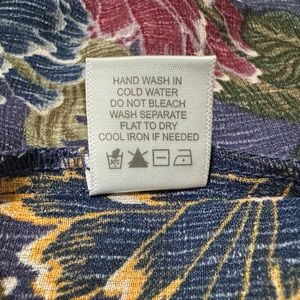 HAND WASH IN
COLD WATER
DO NOT BLEACH
WASH SEPARATE
FLAT TO DRY
COOL IRON IF NEEDED